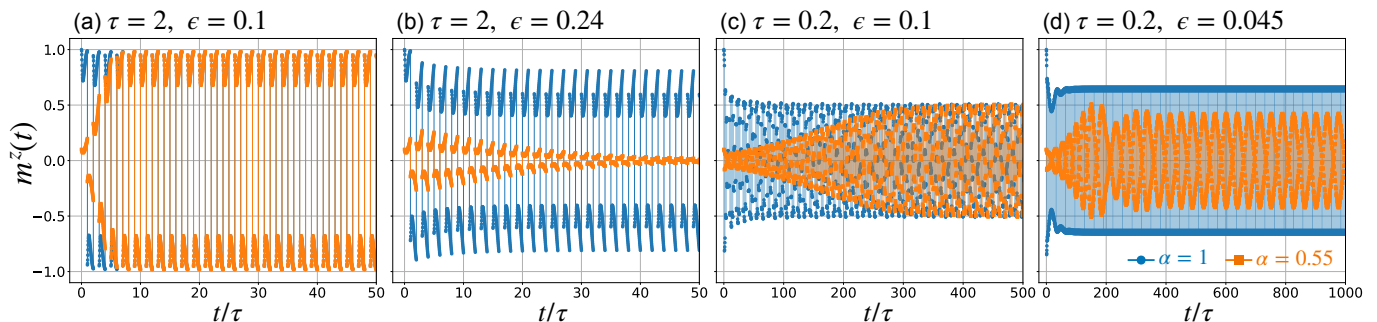 (a) τ = 2, ϵ = 0.1
(b) τ = 2, ϵ = 0.24
(c) τ = 0.2, ϵ = 0.1
(d) τ = 0.2, ϵ = 0.045
m^z(t)
1.0
0.5
0.0
−0.5
−1.0
0 10 20 30 40 50
0 10 20 30 40 50
0 100 200 300 400 500
0 200 400 600 800 1000
α = 1 α = 0.55
t/τ t/τ t/τ t/τ